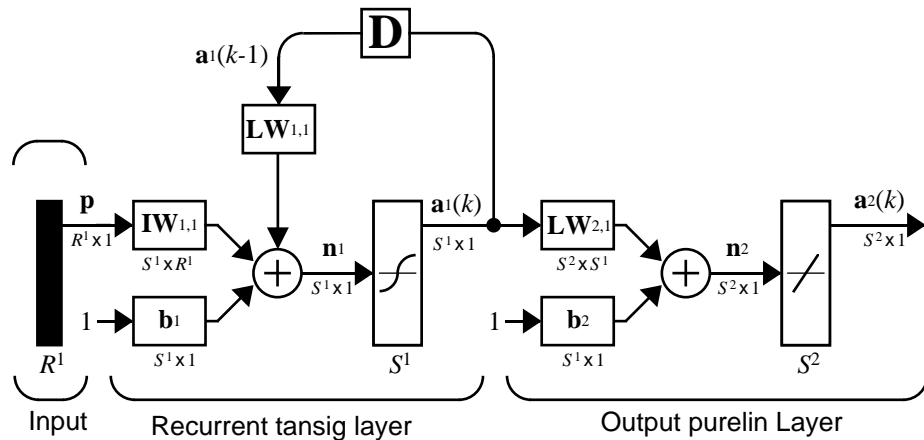 D
a1(k-1)
LW1,1
p
R1 x 1
IW1,1
S1 x R1
1
b1
S1 x 1
R1
n1
S1 x 1
S1
a1(k)
S1 x 1
LW2,1
S2 x S1
1
b2
S1 x 1
n2
S2 x 1
S2
a2(k)
S2 x 1
Input
Recurrent tansig layer
Output purelin Layer